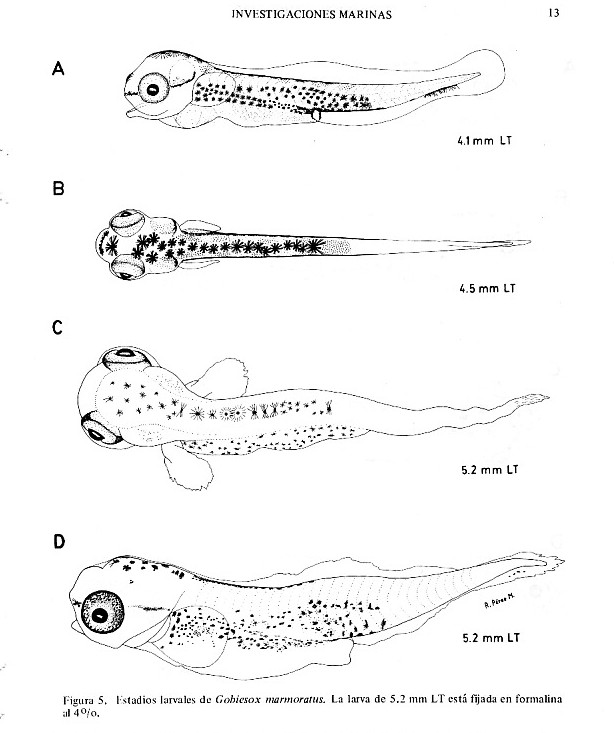 INVESTIGACIONES MARINAS 13
A
4.1 mm LT
B
4.5 mm LT
C
5.2 mm LT
D
R. Pérez M.
5.2 mm LT
Figura 5. Estadios larvales de Gobiesox marmoratus. La larva de 5.2 mm LT está fijada en formalina
al 4º/o.